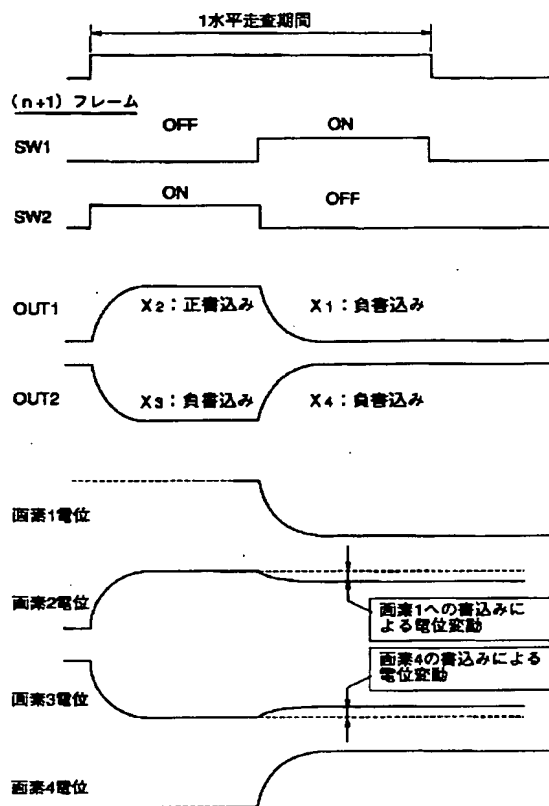 1水平走査期間
(n+1) フレーム
OFF
ON
SW1
ON
OFF
SW2
OUT1
X2:正書込み
X1:負書込み
OUT2
X3:負書込み
X4:負書込み
画素1電位
画素2電位
画素1への書込みに
よる電位変動
画素4の書込みによる
電位変動
画素3電位
画素4電位